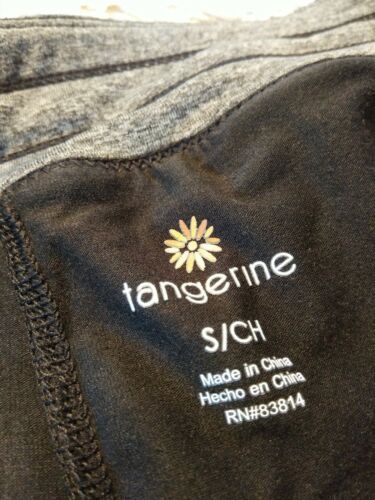 tangerine
S/CH
Made in China
Hecho en China
RN#83814